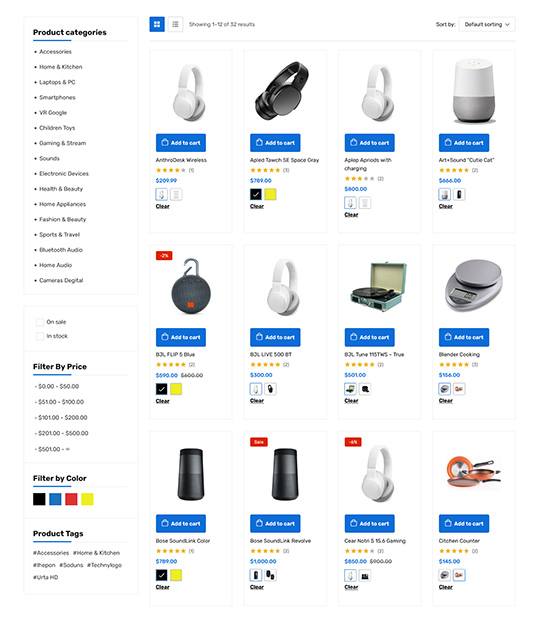 Product categories
Accessories
Home & Kitchen
Laptops & PC
Smartphones
VR Google
Children Toys
Gaming & Stream
Sounds
Electronic Devices
Health & Beauty
Home Appliances
Fashion & Beauty
Sports & Travel
Bluetooth Audio
Home Audio
Cameras Degital
On sale
In stock
Filter By Price
- $0.00 - $50.00
- $51.00 - $100.00
- $101.00 - $200.00
- $201.00 - $500.00
- $501.00 - ∞
Filter by Color
Product Tags
#Accessories #Home & Kitchen
#Ihepon #Soduns #Technylogo
#Urta HD
Showing 1–12 of 32 results
Sort by: Default sorting
Add to cart
AnthroDesk Wireless
(1)
$209.99
Clear
Add to cart
Apled Tawch SE Space Gray
(3)
$789.00
Clear
Add to cart
Aplep Apriods with
charging
(2)
$800.00
Clear
Add to cart
Art+Sound "Cutie Cat"
(2)
$666.00
Clear
-2%
Add to cart
BJL FLIP 5 Blue
(2)
$590.00 $600.00
Clear
Add to cart
BJL LIVE 500 BT
(2)
$300.00
Clear
Add to cart
BJL Tune 115TWS - True
(2)
$501.00
Clear
Add to cart
Blender Cooking
(3)
$156.00
Clear
Add to cart
Bose SoundLink Color
(1)
$789.00
Clear
Sale
Add to cart
Bose SoundLink Revolve
(2)
$1,000.00
Clear
-6%
Add to cart
Cear Notri 5 15.6 Gaming
(2)
$850.00 $900.00
Clear
Add to cart
Citchen Counter
(2)
$145.00
Clear